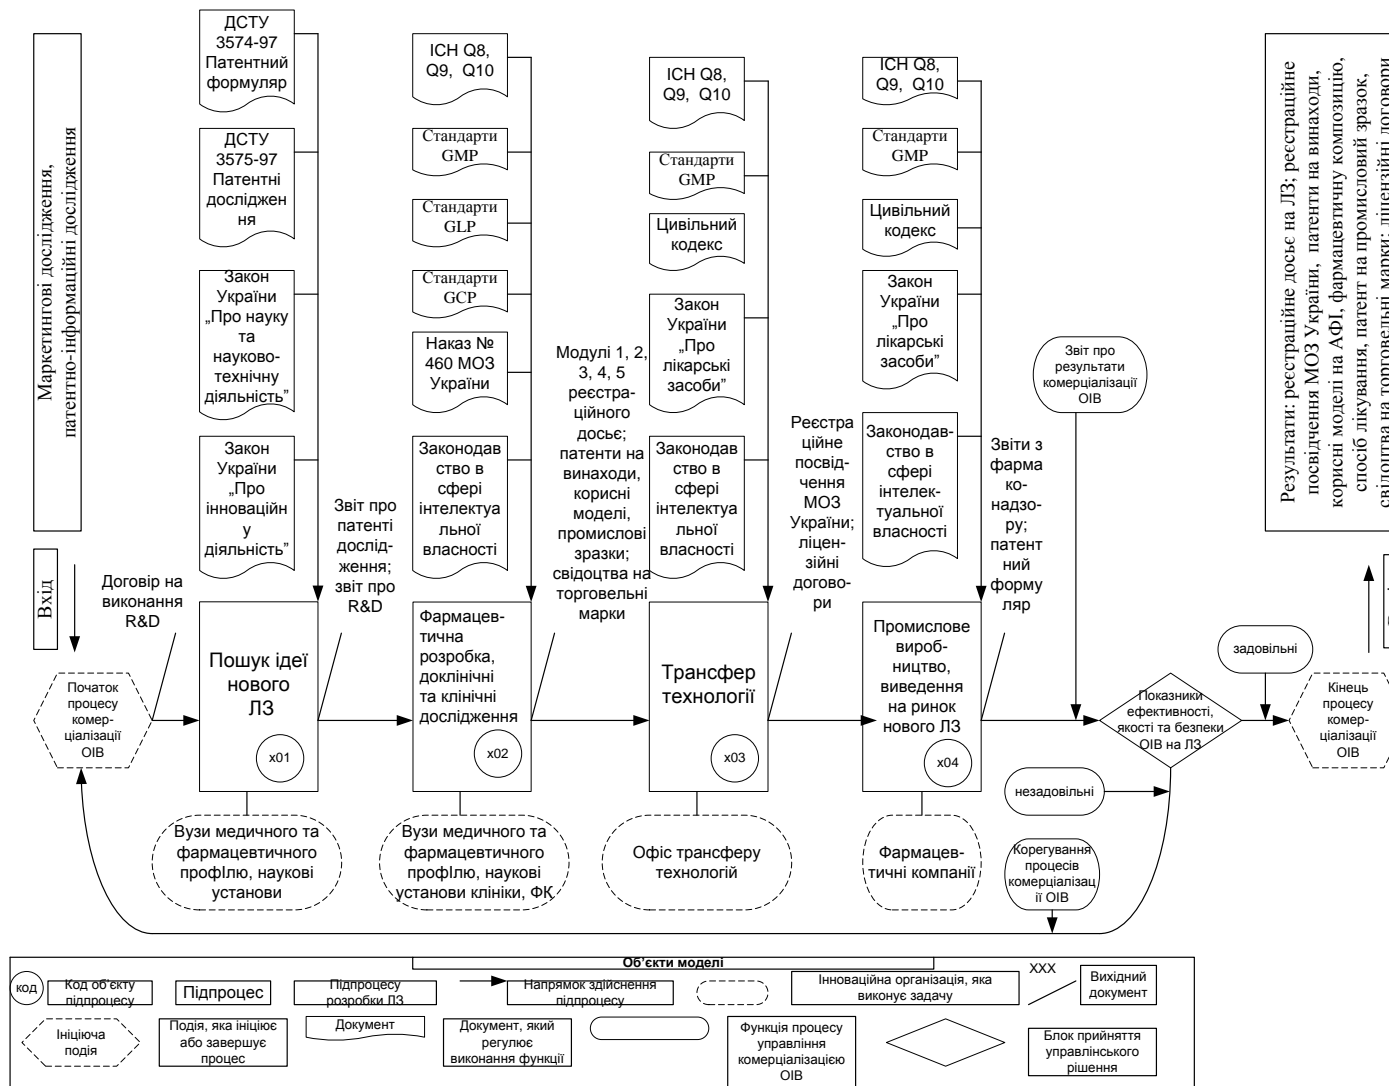 Маркетингові дослідження,
патентно-інформаційні дослідження
Вхід
ДСТУ
3574-97
Патентний
формуляр
ДСТУ
3575-97
Патентні
дослідженн
ня
Закон
України
„Про науку
та
науково-
технічну
діяльність”
Закон
України
„Про
інноваційн
у
діяльність”
ІСН Q8,
Q9, Q10
Стандарти
GMP
Стандарти
GLP
Стандарти
GCP
Наказ №
460 МОЗ
України
Законодав
ство в
сфері
інтелектуа
льної
власності
ІСН Q8,
Q9, Q10
Стандарти
GMP
Цивільний
кодекс
Закон
України
„Про
лікарські
засоби”
Законодав
ство в
сфері
інтелектуа
льної
власності
ІСН Q8,
Q9, Q10
Стандарти
GMP
Цивільний
кодекс
Закон
України
„Про
лікарські
засоби”
Законодав-
ство в
сфері
інтелек-
туальної
власності
Договір на
виконання
R&D
Звіт про
патенті
дослід-
ження;
звіт про
R&D
Модулі 1, 2,
3, 4, 5
реєстра-
ційного
досьє;
патенти на
винаходи,
корисні
моделі,
промислові
зразки;
свідоцтва на
торговельні
марки
Реєстра
ційне
посвід-
чення
МОЗ
України;
ліцен-
зійні
догово-
ри
Звіти з
фарма
ко-
надзо-
ру;
патент
ний
форму
ляр
Звіт про
результати
комерціалізації
ОІВ
Результати: реєстраційне досьє на ЛЗ; реєстраційне
посвідчення МОЗ України, патенти на винаходи,
корисні моделі на АФІ, фармацевтичну композицію,
спосіб лікування, патент на промисловий зразок,
свідоцтва на торговельні марки; ліцензійні договори
Початок
процесу
комер-
ціалізації
ОІВ
Пошук ідеї
нового
ЛЗ
х01
Фармацев-
тична
розробка,
доклінічні
та клінічні
дослідження
х02
Трансфер
технології
х03
Промислове
вироб-
ництво,
виведення
на ринок
нового ЛЗ
х04
Показники
ефективності,
якості та безпеки
ОІВ на ЛЗ
задовільні
Кінець
процесу
комер-
ціалізації
ОІВ
незадовільні
Корегування
процесів
комерціалізац
ії ОІВ
Вузи медичного та
фармацевтичного
профІлю, наукові
установи
Вузи медичного та
фармацевтичного
профІлю, наукові
установи клініки, ФК
Офіс трансферу
технологій
Фармацев-
тичні компанії
Об’єкти моделі
код
Код об'єкту
підпроцесу
Підпроцес
Підпроцесу
розробки ЛЗ
Напрямок здійснення
підпроцесу
Інноваційна організація, яка
виконує задачу
ХХХ
Вихідний
документ
Ініціююча
подія
Подія, яка ініціює
або завершує
процес
Документ
Документ, який
регулює
виконання функції
Функція процесу
управління
комерціалізацією
ОІВ
Блок прийняття
управлінського
рішення